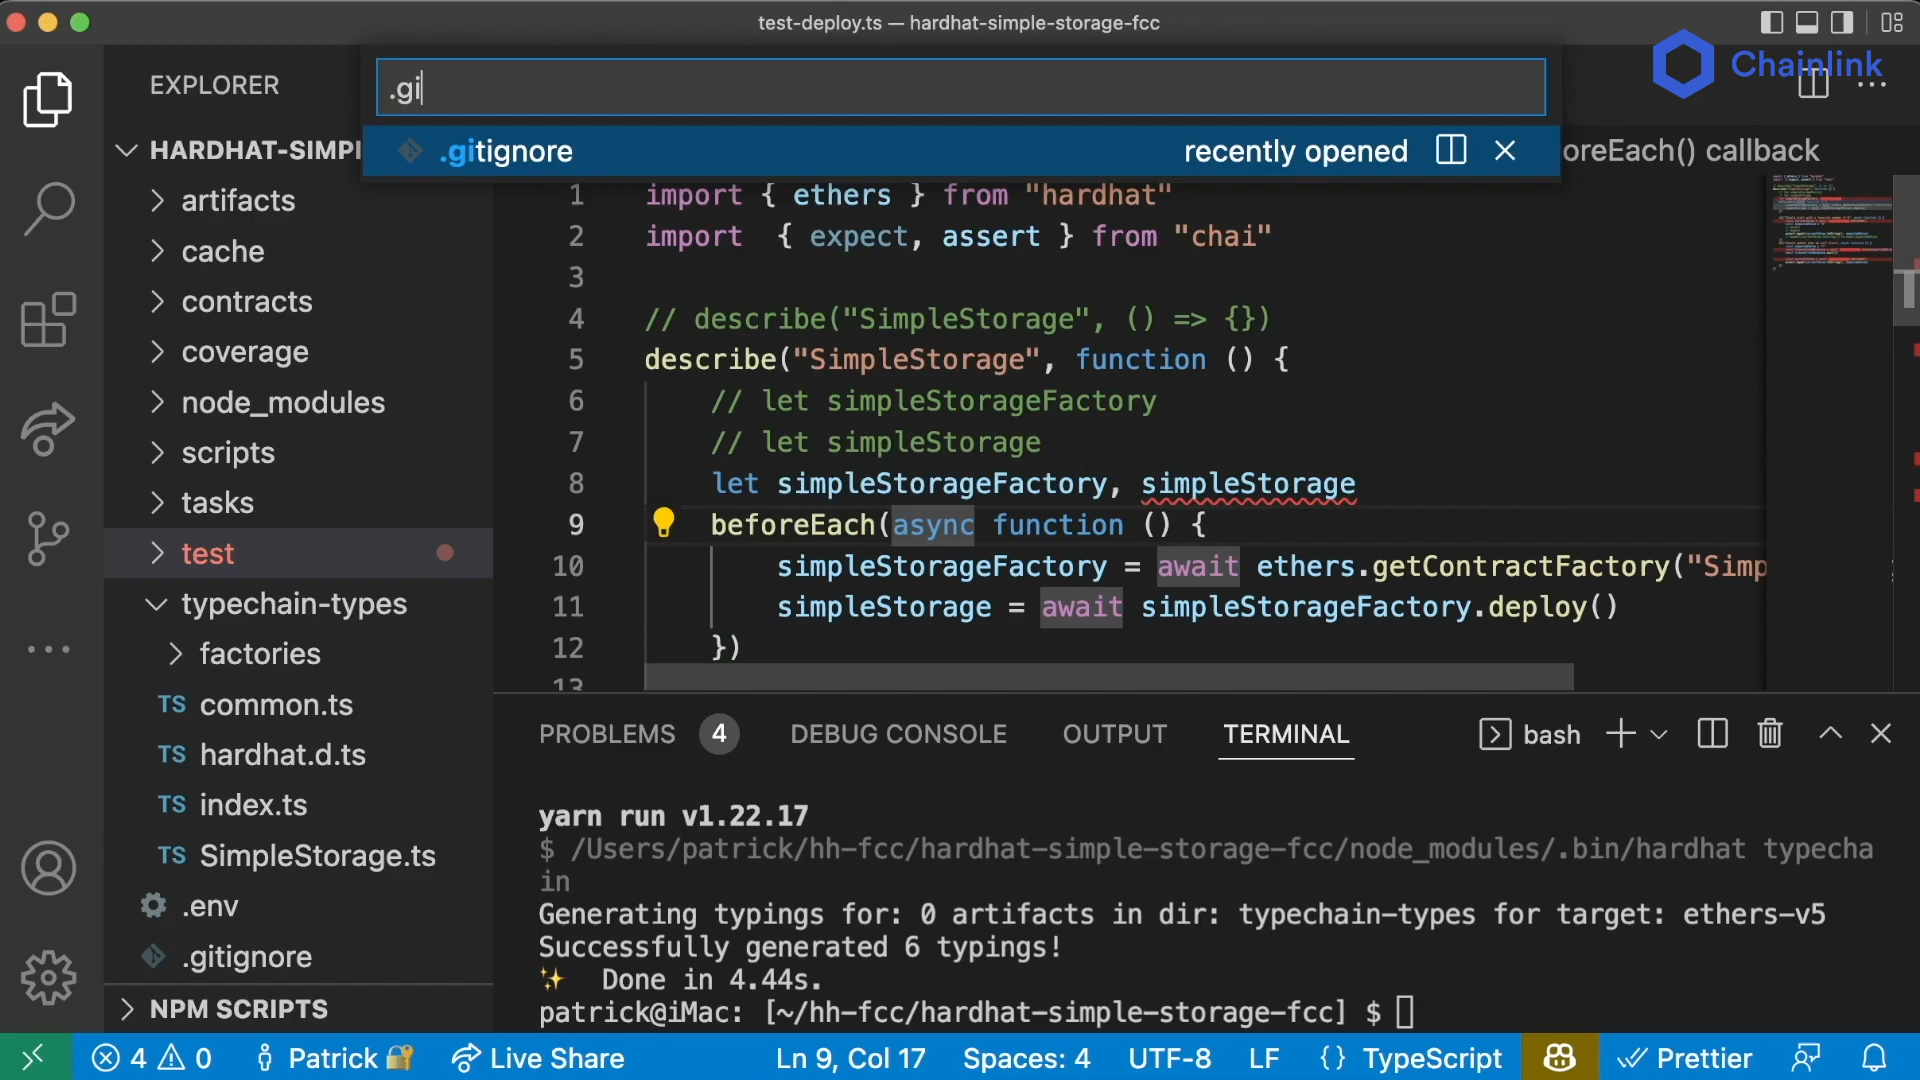 test-deploy.ts — hardhat-simple-storage-fcc
Chainlink
EXPLORER
.gi
.gitignore
recently opened
HARDHAT-SIMPL
oreEach() callback
artifacts
cache
contracts
coverage
node_modules
scripts
tasks
test
typechain-types
factories
TS common.ts
TS hardhat.d.ts
TS index.ts
TS SimpleStorage.ts
.env
.gitignore
NPM SCRIPTS
1 import { ethers } from "hardhat"
2 import  { expect, assert } from "chai"
3
4 // describe("SimpleStorage", () => {})
5 describe("SimpleStorage", function () {
6 // let simpleStorageFactory
7 // let simpleStorage
8 let simpleStorageFactory, simpleStorage
9 beforeEach(async function () {
10 simpleStorageFactory = await ethers.getContractFactory("Simp
11 simpleStorage = await simpleStorageFactory.deploy()
12 })
13
PROBLEMS 4 DEBUG CONSOLE OUTPUT TERMINAL bash
yarn run v1.22.17
$ /Users/patrick/hh-fcc/hardhat-simple-storage-fcc/node_modules/.bin/hardhat typecha
in
Generating typings for: 0 artifacts in dir: typechain-types for target: ethers-v5
Successfully generated 6 typings!
✨  Done in 4.44s.
patrick@iMac: [~/hh-fcc/hardhat-simple-storage-fcc] $
4 0 Patrick 🔐 Live Share Ln 9, Col 17 Spaces: 4 UTF-8 LF {} TypeScript Prettier